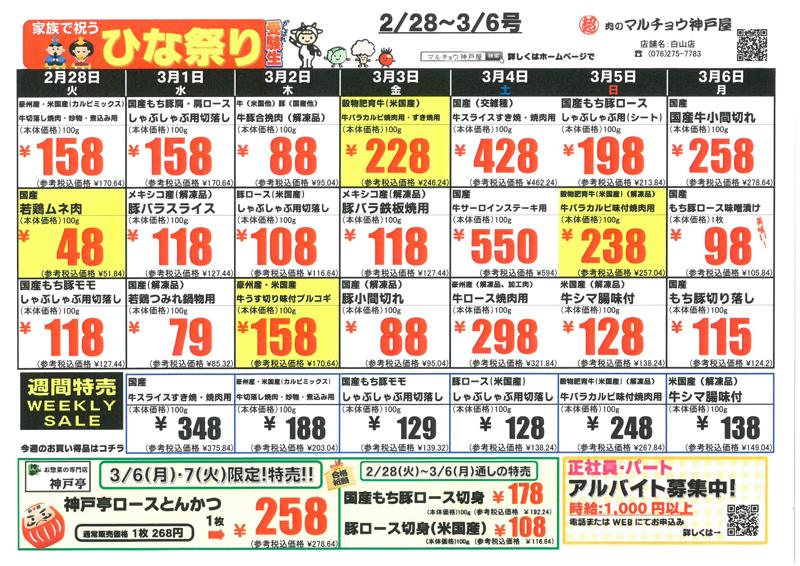 家族で祝う
ひな祭り
がんばれ
受験生
2/28～3/6号
肉のマルチョウ神戸屋
店舗名：白山店
☎ (076)275-7783
マルチョウ神戸屋 検索
詳しくはホームページで
2月28日
火
3月1日
水
3月2日
木
3月3日
金
3月4日
土
3月5日
日
3月6日
月
豪州産・米国産(カルビミックス)
牛切落し焼肉・炒物・煮込み用
(本体価格)100g
￥158
(参考税込価格 ¥170.64)
国産もち豚肩・肩ロース
しゃぶしゃぶ用切落し
(本体価格)100g
￥158
(参考税込価格 ¥170.64)
牛(米国他) 豚(国産他)
牛豚合挽肉 (解凍品)
(本体価格)100g
￥88
(参考税込価格 ¥95.04)
穀物肥育牛(米国産)
牛バラカルビ焼肉用・すき焼用
(本体価格)100g
￥228
(参考税込価格 ¥246.24)
国産(交雑種)
牛スライスすき焼・焼肉用
(本体価格)100g
￥428
(参考税込価格 ¥462.24)
国産もち豚ロース
しゃぶしゃぶ用(シート)
(本体価格)100g
￥198
(参考税込価格 ¥213.84)
国産
国産牛小間切れ
(本体価格)100g
￥258
(参考税込価格 ¥278.64)
国産
若鶏ムネ肉
(本体価格)100g
￥48
(参考税込価格 ¥51.84)
メキシコ産(解凍品)
豚バラスライス
(本体価格)100g
￥118
(参考税込価格 ¥127.44)
豚ロース(米国産)
しゃぶしゃぶ用切落し
(本体価格)100g
￥108
(参考税込価格 ¥116.64)
メキシコ産(解凍品)
豚バラ鉄板焼用
(本体価格)100g
￥118
(参考税込価格 ¥127.44)
国産
牛サーロインステーキ用
(本体価格)100g
￥550
(参考税込価格 ¥594)
穀物肥育牛(米国産)(解凍品)
牛バラカルビ味付焼肉用
(本体価格)100g
￥238
(参考税込価格 ¥257.04)
国産
もち豚ロース味噌漬け
(本体価格)1枚
美味い！
￥98
(参考税込価格 ¥105.84)
国産もち豚モモ
しゃぶしゃぶ用切落し
(本体価格)100g
￥118
(参考税込価格 ¥127.44)
国産(解凍品)
若鶏つみれ鍋物用
(本体価格)100g
￥79
(参考税込価格 ¥85.32)
豪州産・米国産
牛うす切り味付プルコギ
(本体価格)100g
￥158
(参考税込価格 ¥170.64)
国産(解凍品)
豚小間切れ
(本体価格)100g
￥88
(参考税込価格 ¥95.04)
豪州産(解凍品、加工肉)
牛ロース焼肉用
(本体価格)100g
￥298
(参考税込価格 ¥321.84)
米国産(解凍品)
牛シマ腸味付
(本体価格)100g
￥128
(参考税込価格 ¥138.24)
国産
もち豚切り落し
(本体価格)100g
￥115
(参考税込価格 ¥124.2)
週間特売
WEEKLY
SALE
今週のお買い得品はコチラ
国産
牛スライスすき焼・焼肉用
(本体価格)100g
￥348
(参考税込価格 ¥375.84)
豪州産・米国産(カルビミックス)
牛切落し焼肉・炒物・煮込み用
(本体価格)100g
￥188
(参考税込価格 ¥203.04)
国産もち豚モモ
しゃぶしゃぶ用切落し
(本体価格)100g
￥129
(参考税込価格 ¥139.32)
豚ロース(米国産)
しゃぶしゃぶ用切落し
(本体価格)100g
￥128
(参考税込価格 ¥138.24)
穀物肥育牛(米国産)(解凍品)
牛バラカルビ味付焼肉用
(本体価格)100g
￥248
(参考税込価格 ¥267.84)
米国産(解凍品)
牛シマ腸味付
(本体価格)100g
￥138
(参考税込価格 ¥149.04)
お惣菜の専門店
神戸亭
3/6(月)・7(火)限定!特売!!
神戸亭ロースとんかつ
通常販売価格 1枚 268円
1枚
￥258
(参考税込価格 ¥278.64)
合格祈願
2/28(火)～3/6(月)通しの特売
国産もち豚ロース切身 ￥178
(本体価格)100g (参考税込価格 ¥192.24)
豚ロース切身(米国産) ￥108
(本体価格)100g (参考税込価格 ¥116.64)
正社員・パート
アルバイト募集中!
時給：1,000円以上
電話または WEBにてお申込み
詳しくは→